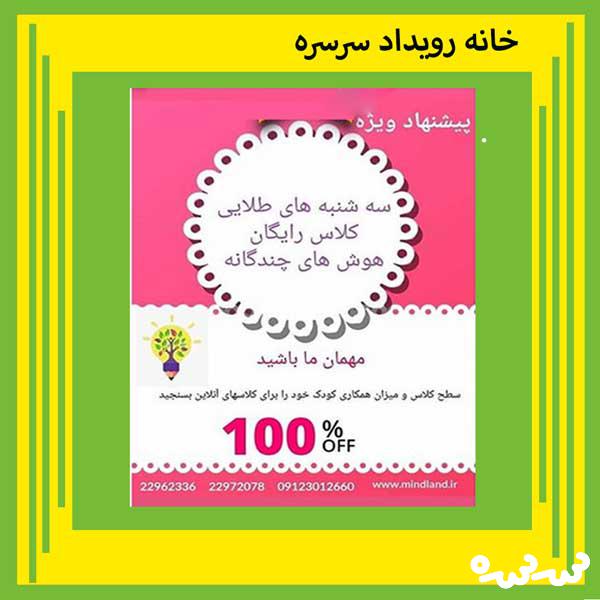 خانه رویداد سرسره
پیشنهاد ویژه
سه شنبه های طلایی
کلاس رایگان
هوش های چندگانه
مهمان ما باشید
سطح کلاس و میزان همکاری کودک خود را برای کلاسهای آنلاین بسنجید
100% OFF
22962336 22972078 09123012660 www.mindland.ir
سرسره